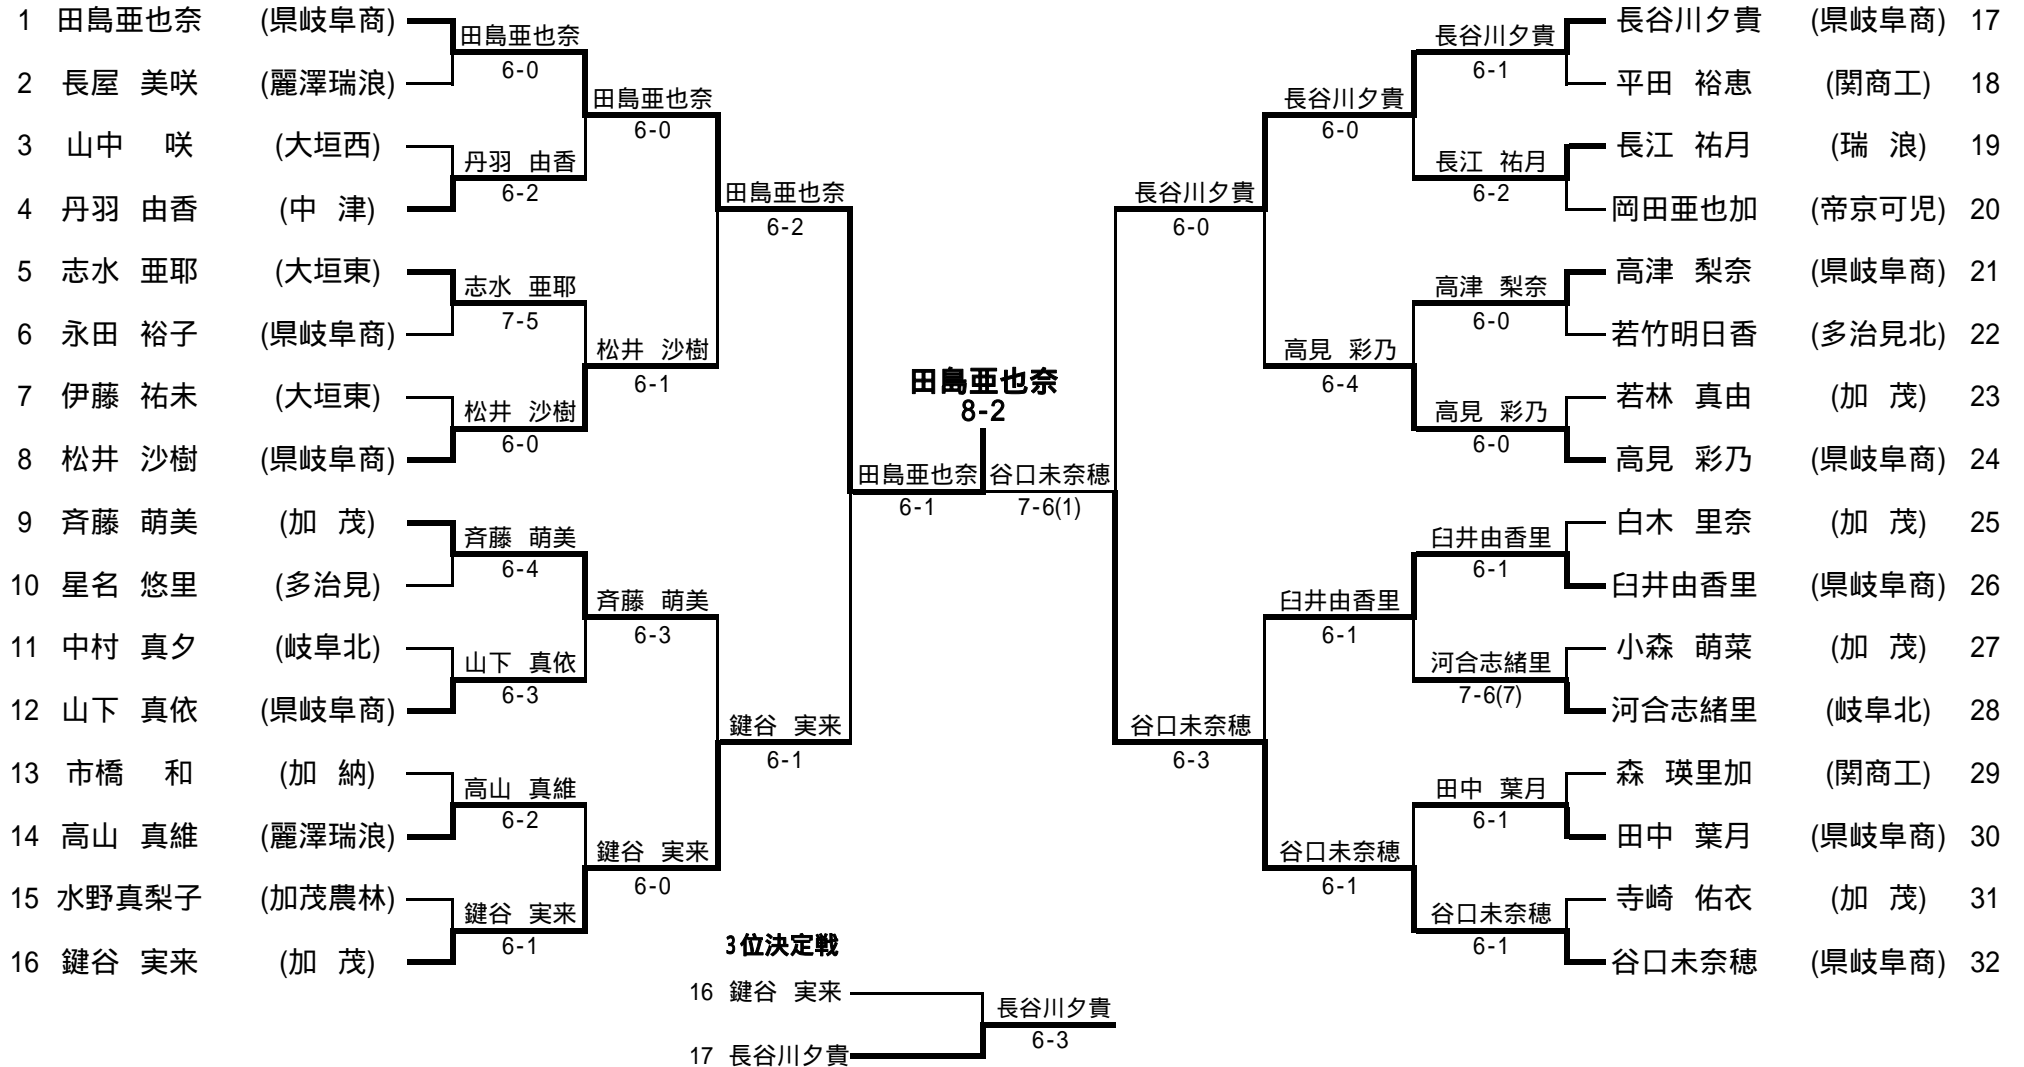 1 田島亜也奈 (県岐阜商)
2 長屋 美咲 (麗澤瑞浪)
3 山中 咲 (大垣西)
4 丹羽 由香 (中 津)
5 志水 亜耶 (大垣東)
6 永田 裕子 (県岐阜商)
7 伊藤 祐未 (大垣東)
8 松井 沙樹 (県岐阜商)
9 斉藤 萌美 (加 茂)
10 星名 悠里 (多治見)
11 中村 真夕 (岐阜北)
12 山下 真依 (県岐阜商)
13 市橋 和 (加 納)
14 高山 真維 (麗澤瑞浪)
15 水野真梨子 (加茂農林)
16 鍵谷 実来 (加 茂)
田島亜也奈
6-0
丹羽 由香
6-2
志水 亜耶
7-5
松井 沙樹
6-0
斉藤 萌美
6-4
山下 真依
6-3
高山 真維
6-2
鍵谷 実来
6-1
田島亜也奈
6-0
松井 沙樹
6-1
斉藤 萌美
6-3
鍵谷 実来
6-0
田島亜也奈
6-2
鍵谷 実来
6-1
田島亜也奈
6-1
田島亜也奈
8-2
谷口未奈穂
7-6(1)
長谷川夕貴
6-0
谷口未奈穂
6-3
長谷川夕貴
6-0
高見 彩乃
6-4
臼井由香里
6-1
谷口未奈穂
6-1
長谷川夕貴
6-1
長江 祐月
6-2
高津 梨奈
6-0
高見 彩乃
6-0
臼井由香里
6-1
河合志緒里
7-6(7)
田中 葉月
6-1
谷口未奈穂
6-1
長谷川夕貴 (県岐阜商) 17
平田 裕恵 (関商工) 18
長江 祐月 (瑞 浪) 19
岡田亜也加 (帝京可児) 20
高津 梨奈 (県岐阜商) 21
若竹明日香 (多治見北) 22
若林 真由 (加 茂) 23
高見 彩乃 (県岐阜商) 24
白木 里奈 (加 茂) 25
臼井由香里 (県岐阜商) 26
小森 萌菜 (加 茂) 27
河合志緒里 (岐阜北) 28
森 瑛里加 (関商工) 29
田中 葉月 (県岐阜商) 30
寺崎 佑衣 (加 茂) 31
谷口未奈穂 (県岐阜商) 32
3位決定戦
16 鍵谷 実来
17 長谷川夕貴
長谷川夕貴
6-3